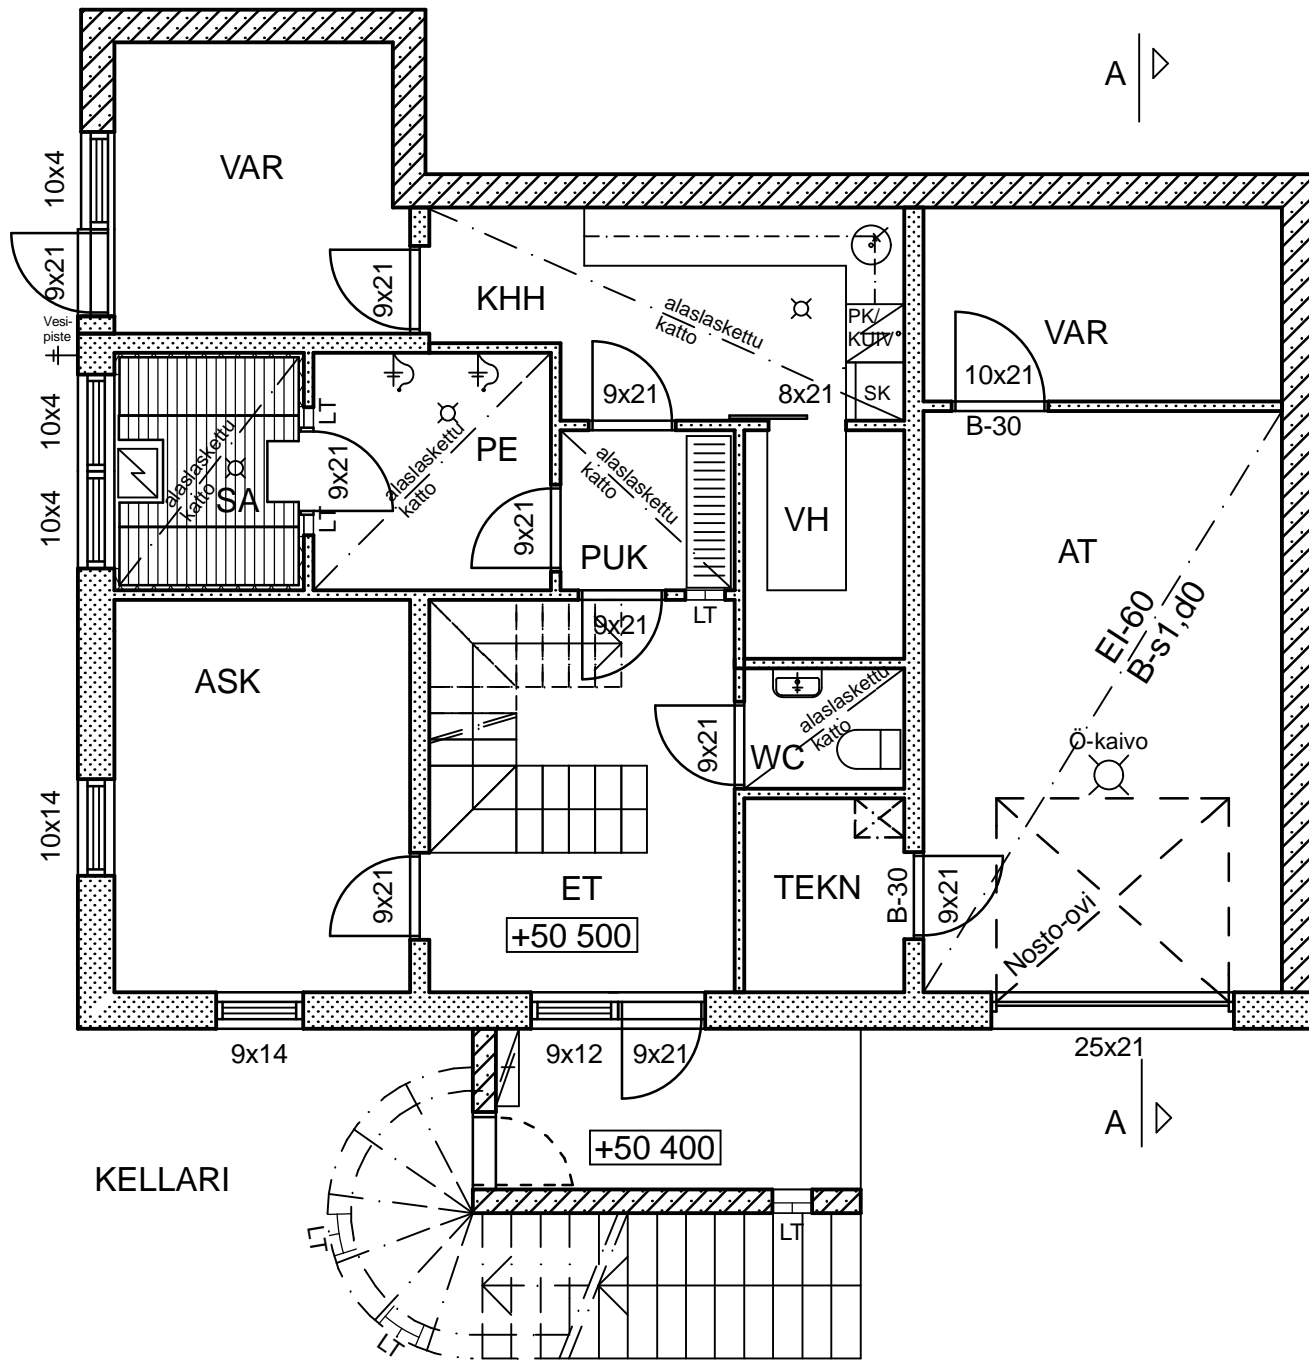 A
VAR
10x4
9x21
9x21
KHH
alaslaskettu
katto
PK/
KUIV
VAR
Vesi-
piste
10x21
9x21
8x21
SK
B-30
10x4
LT
alaslaskettu
katto
SA
9x21
LT
PE
alaslaskettu
katto
9x21
alaslaskettu
katto
PUK
VH
10x4
AT
EI-60
B-s1,d0
LT
9x21
ASK
alaslaskettu
katto
WC
9x21
Ö-kaivo
10x14
9x21
ET
+50 500
TEKN
B-30
9x21
Nosto-ovi
9x14
9x12
9x21
25x21
A
+50 400
KELLARI
LT
LT
LT